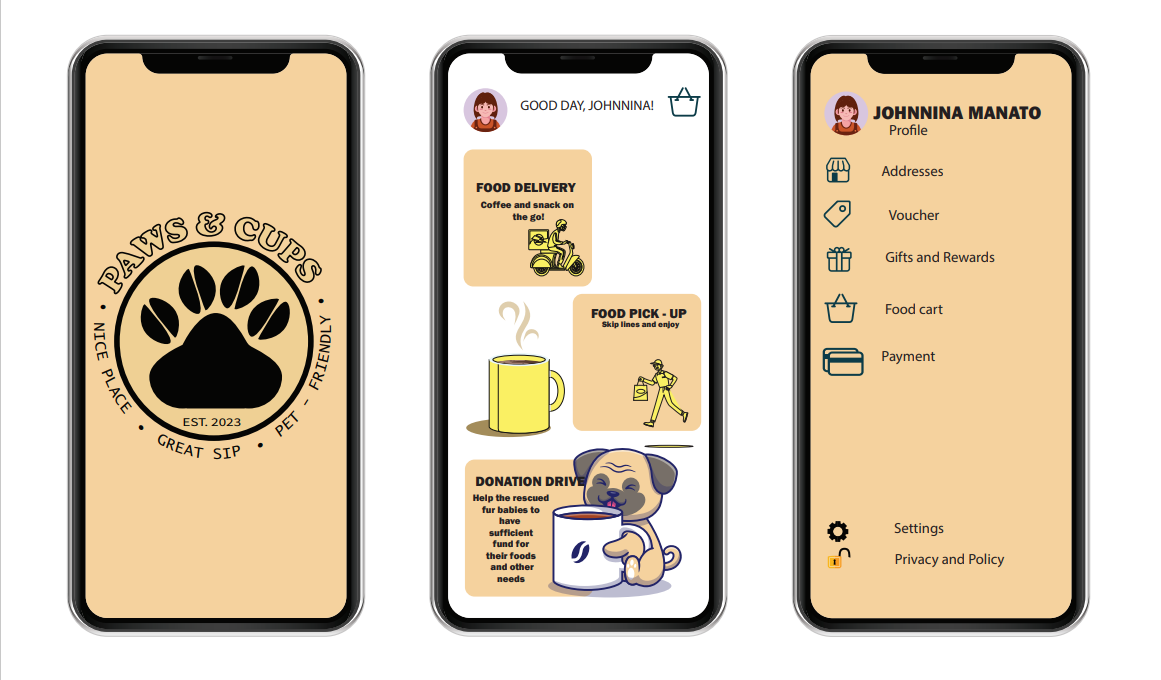 PAWS & CUPS
• NICE PLACE • GREAT SIP • PET - FRIENDLY •
EST. 2023
GOOD DAY, JOHNNINA!
FOOD DELIVERY
Coffee and snack on
the go!
FOOD PICK - UP
Skip lines and enjoy
DONATION DRIVE
Help the rescued
fur babies to
have
sufficient
fund for
their foods
and other
needs
JOHNNINA MANATO
Profile
Addresses
Voucher
Gifts and Rewards
Food cart
Payment
Settings
Privacy and Policy